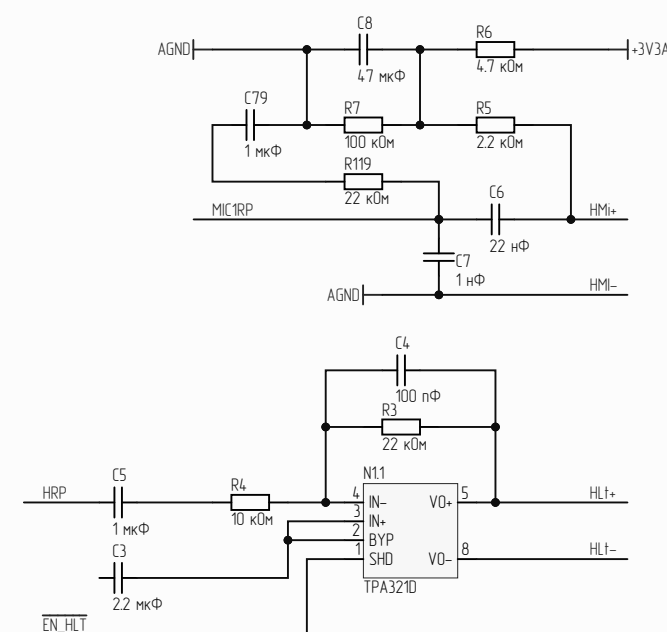 C8
R6
AGND
+3V3A
47 мкФ
4.7 кОм
C79
R7
R5
1 мкФ
100 кОм
2.2 кОм
R119
22 кОм
C6
MIC1RP
HMi+
22 нФ
C7
1 нФ
AGND
HMI-
C4
100 пФ
R3
22 кОм
N1.1
C5
R4
HRP
4 IN- VO+ 5
HLt+
1 мкФ
10 кОм
3 IN+
2 BYP
C3
1 SHD VO- 8
HLt-
2.2 мкФ
TPA321D
EN_HLT